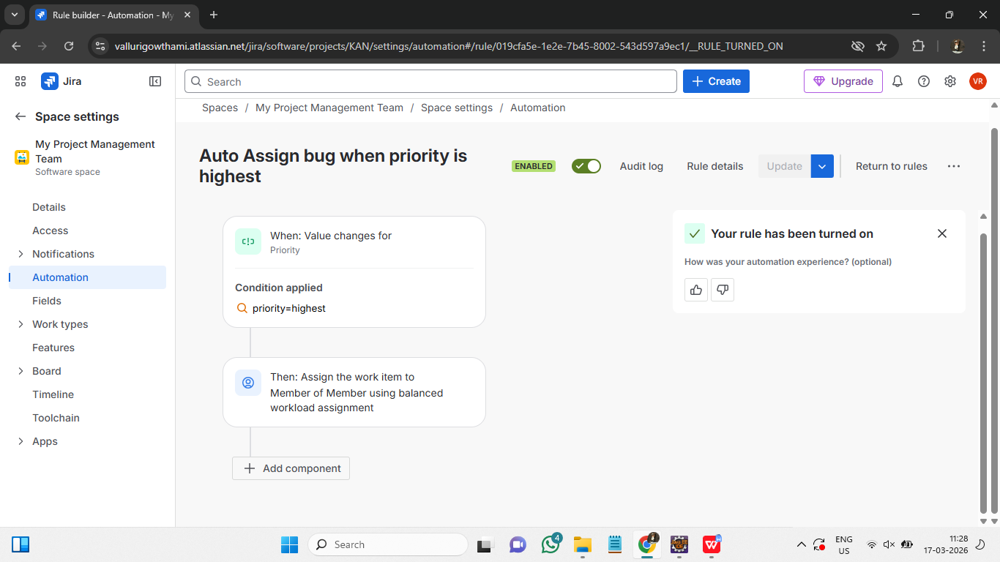 Rule builder - Automation - My
vallurigowthami.atlassian.net/jira/software/projects/KAN/settings/automation#/rule/019cfa5e-1e2e-7b45-8002-543d597a9ec1/__RULE_TURNED_ON
Jira
Search
Create
Upgrade
VR
Space settings
My Project Management
Team
Software space
Details
Access
Notifications
Automation
Fields
Work types
Features
Board
Timeline
Toolchain
Apps
Spaces / My Project Management Team / Space settings / Automation
Auto Assign bug when priority is
highest
ENABLED
Audit log
Rule details
Update
Return to rules
When: Value changes for
Priority
Condition applied
priority=highest
Then: Assign the work item to
Member of Member using balanced
workload assignment
Add component
Your rule has been turned on
How was your automation experience? (optional)
Search
4
ENG
US
11:28
17-03-2026